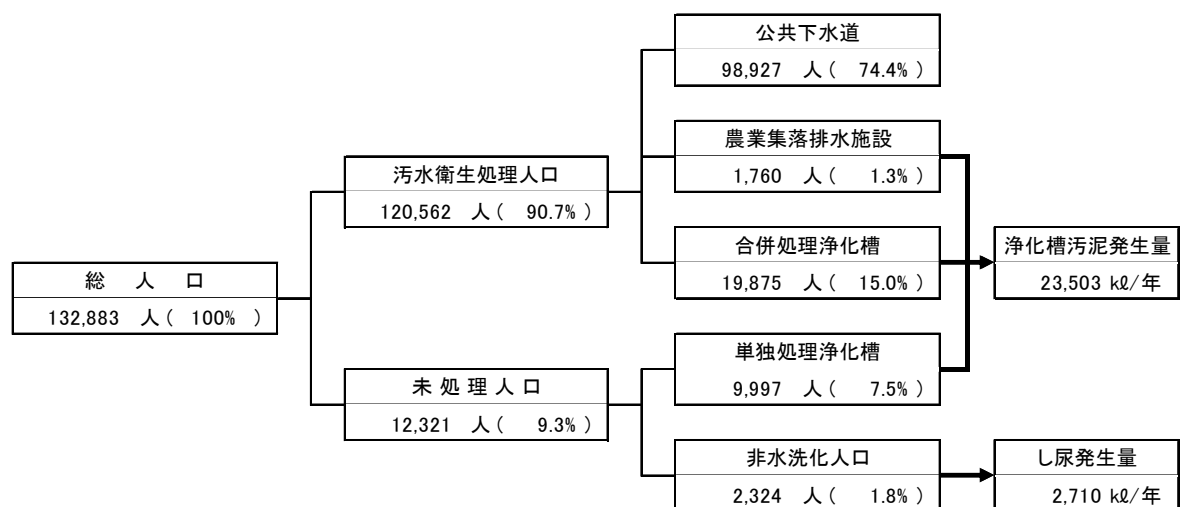 公共下水道
98,927 人 ( 74.4% )
農業集落排水施設
1,760 人 ( 1.3% )
汚水衛生処理人口
120,562 人 ( 90.7% )
合併処理浄化槽
19,875 人 ( 15.0% )
浄化槽汚泥発生量
23,503 kℓ/年
総 人 口
132,883 人 ( 100% )
単独処理浄化槽
9,997 人 ( 7.5% )
未 処 理 人 口
12,321 人 ( 9.3% )
非水洗化人口
2,324 人 ( 1.8% )
し尿発生量
2,710 kℓ/年